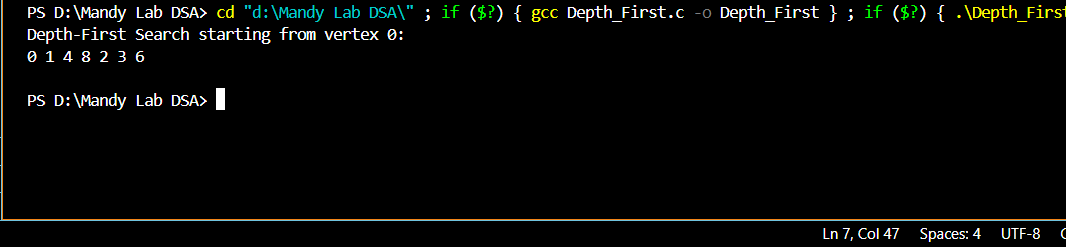 PS D:\Mandy Lab DSA> cd "d:\Mandy Lab DSA\" ; if ($?) { gcc Depth_First.c -o Depth_First } ; if ($?) { .\Depth_First
Depth-First Search starting from vertex 0:
0 1 4 8 2 3 6
PS D:\Mandy Lab DSA>
Ln 7, Col 47 Spaces: 4 UTF-8